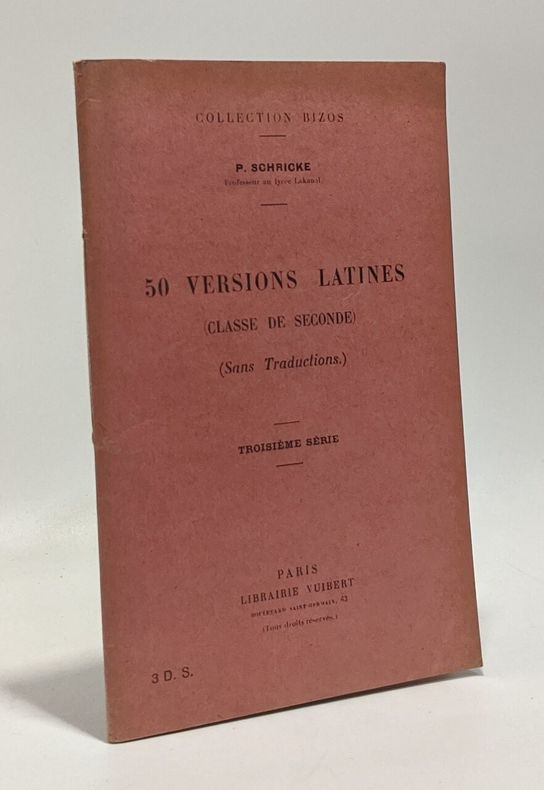 COLLECTION BIZOS
P. SCHRICKE
Professeur au lycée Lakanal.
50 VERSIONS LATINES
(CLASSE DE SECONDE)
(Sans Traductions.)
TROISIÈME SÉRIE
PARIS
LIBRAIRIE VUIBERT
BOULEVARD SAINT-GERMAIN, 63
(Tous droits réservés.)
3 D. S.